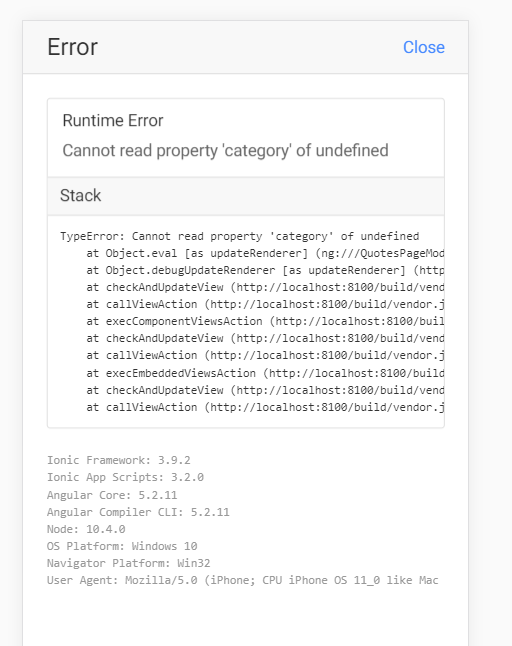 Error
Close
Runtime Error
Cannot read property 'category' of undefined
Stack
TypeError: Cannot read property 'category' of undefined
at Object.eval [as updateRenderer] (ng:///QuotesPageMod
at Object.debugUpdateRenderer [as updateRenderer] (http
at checkAndUpdateView (http://localhost:8100/build/vend
at callViewAction (http://localhost:8100/build/vendor.j
at execComponentViewsAction (http://localhost:8100/buil
at checkAndUpdateView (http://localhost:8100/build/vend
at callViewAction (http://localhost:8100/build/vendor.j
at execEmbeddedViewsAction (http://localhost:8100/build
at checkAndUpdateView (http://localhost:8100/build/vend
at callViewAction (http://localhost:8100/build/vendor.j
Ionic Framework: 3.9.2
Ionic App Scripts: 3.2.0
Angular Core: 5.2.11
Angular Compiler CLI: 5.2.11
Node: 10.4.0
OS Platform: Windows 10
Navigator Platform: Win32
User Agent: Mozilla/5.0 (iPhone; CPU iPhone OS 11_0 like Mac